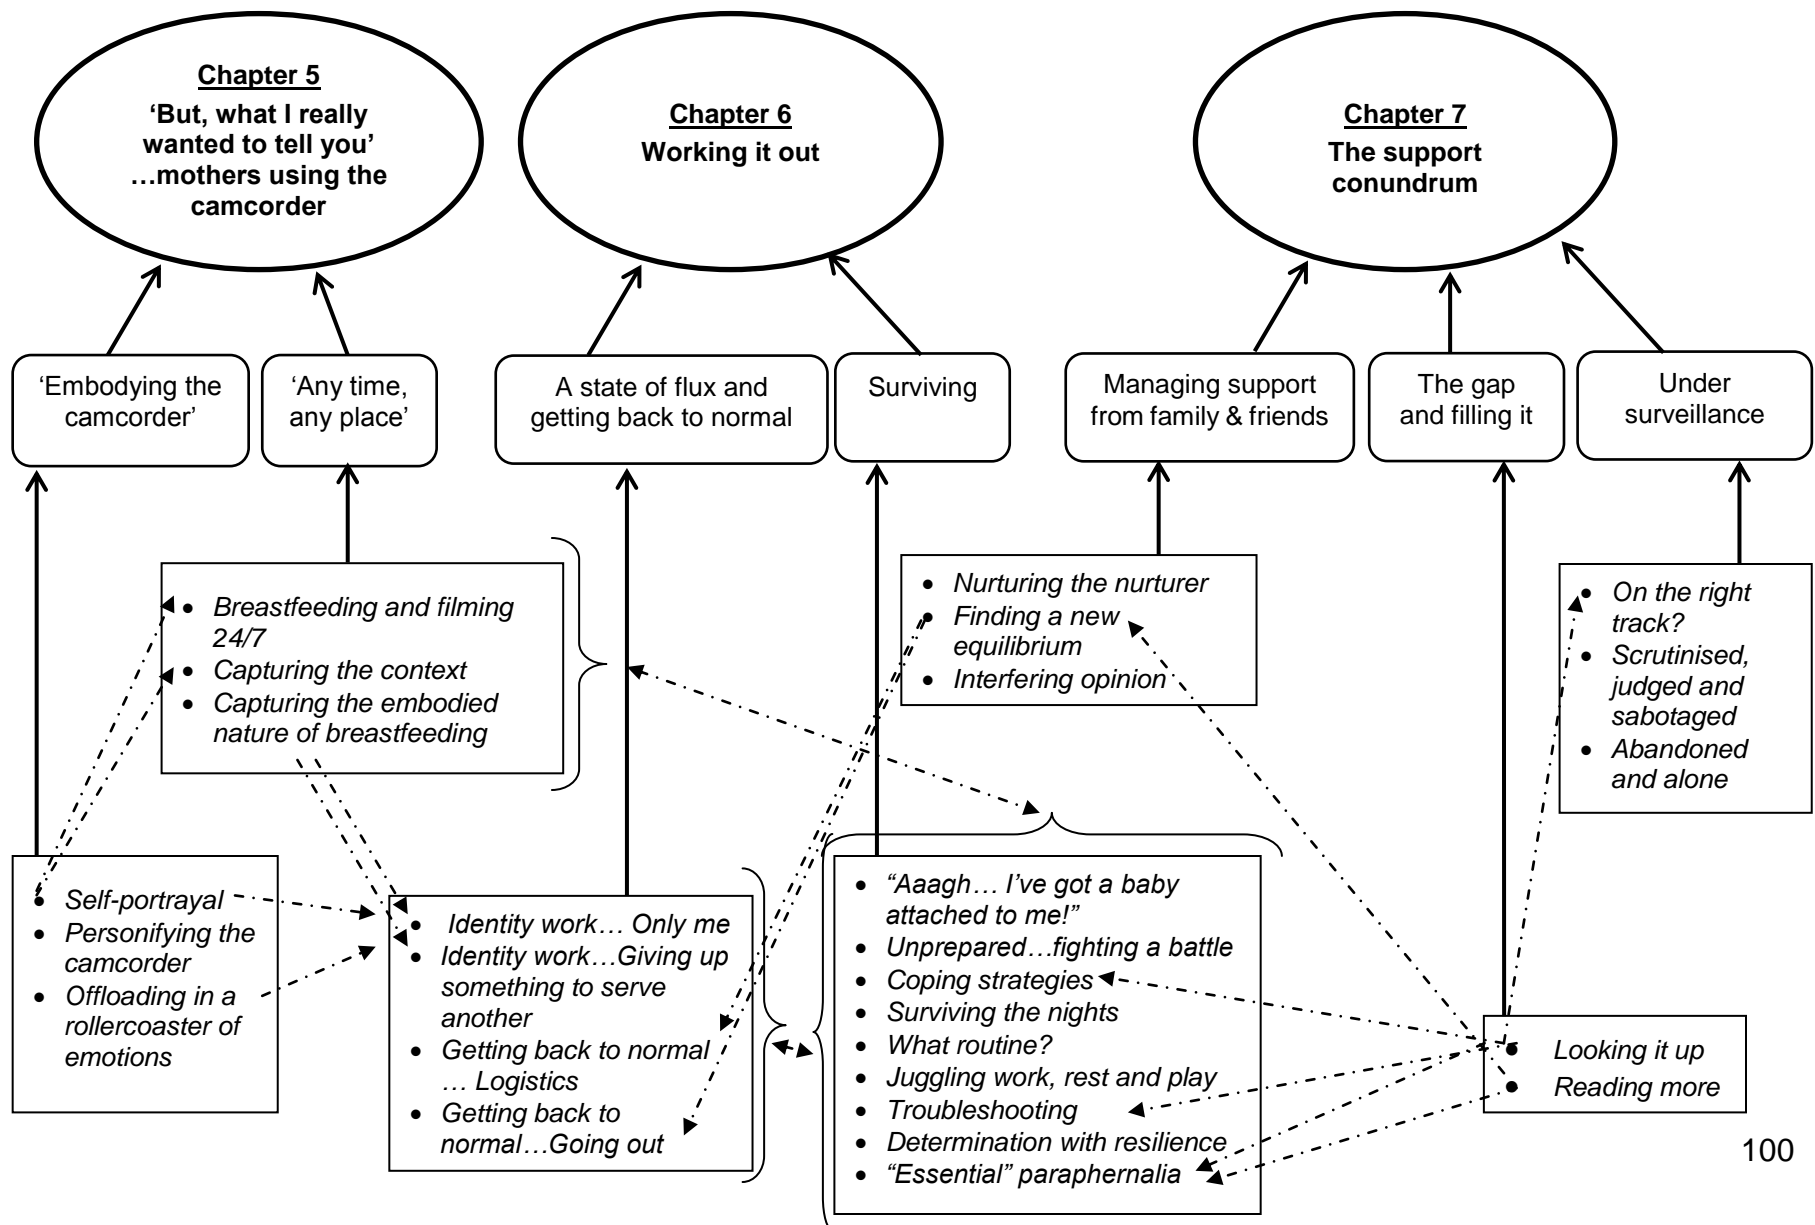 Chapter 5
‘But, what I really
wanted to tell you’
…mothers using the
camcorder
Chapter 6
Working it out
Chapter 7
The support
conundrum
‘Embodying the
camcorder’
‘Any time,
any place’
A state of flux and
getting back to normal
Surviving
Managing support
from family & friends
The gap
and filling it
Under
surveillance
• Breastfeeding and filming
24/7
• Capturing the context
• Capturing the embodied
nature of breastfeeding
• Nurturing the nurturer
• Finding a new
equilibrium
• Interfering opinion
• On the right
track?
• Scrutinised,
judged and
sabotaged
• Abandoned
and alone
• Self-portrayal
• Personifying the
camcorder
• Offloading in a
rollercoaster of
emotions
• Identity work… Only me
• Identity work…Giving up
something to serve
another
• Getting back to normal
… Logistics
• Getting back to
normal…Going out
• “Aaagh… I’ve got a baby
attached to me!”
• Unprepared…fighting a battle
• Coping strategies
• Surviving the nights
• What routine?
• Juggling work, rest and play
• Troubleshooting
• Determination with resilience
• “Essential” paraphernalia
• Looking it up
• Reading more
100